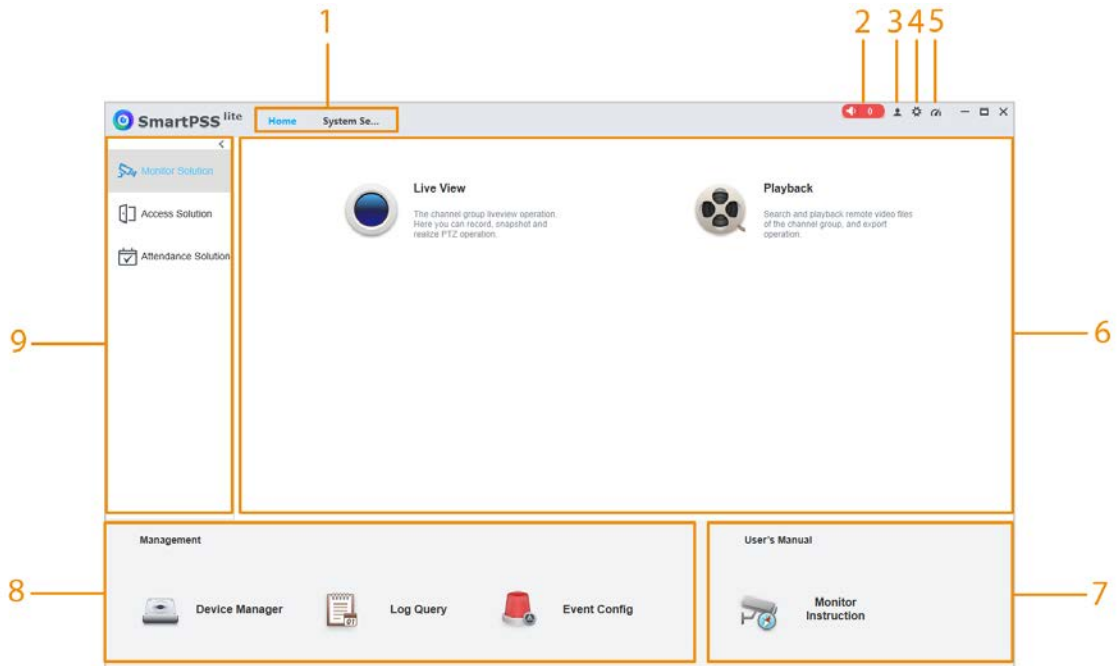 1
2 3 4 5
SmartPSS lite
Home System Se...
0
Monitor Solution
Access Solution
Attendance Solution
Live View
The channel group liveview operation.
Here you can record, snapshot and
realize PTZ operation.
Playback
Search and playback remote video files
of the channel group, and export
operation.
9
6
Management
Device Manager
Log Query
01
Event Config
8
User's Manual
Monitor
Instruction
7